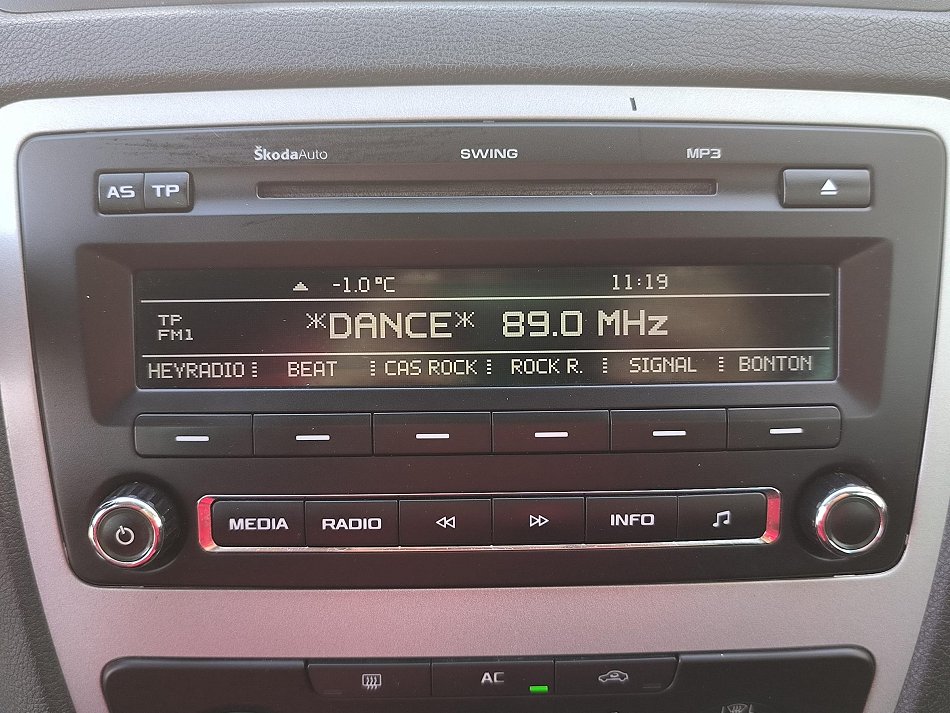 ŠkodaAuto SWING MP3
AS TP
-1.0°C 11:19
TP
FM1
*DANCE* 89.0 MHz
HEYRADIO BEAT CAS ROCK ROCK R. SIGNAL BONTON
MEDIA RADIO INFO
AC